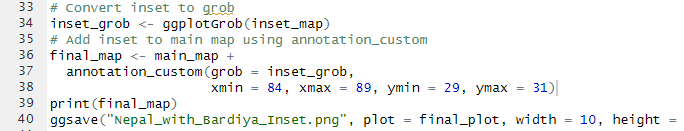 33 # Convert inset to grob
34 inset_grob <- ggplotGrob(inset_map)
35 # Add inset to main map using annotation_custom
36 final_map <- main_map +
37 annotation_custom(grob = inset_grob,
38 xmin = 84, xmax = 89, ymin = 29, ymax = 31)
39 print(final_map)
40 ggsave("Nepal_with_Bardiya_Inset.png", plot = final_plot, width = 10, height =